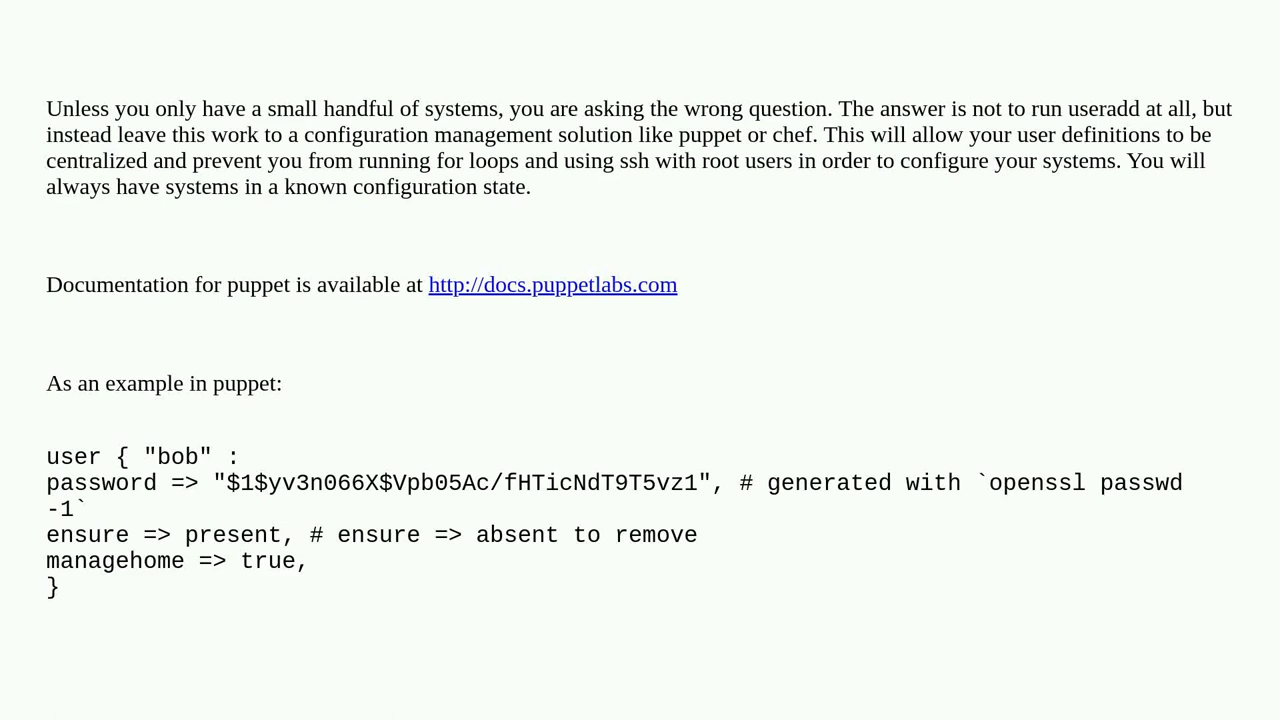 Unless you only have a small handful of systems, you are asking the wrong question. The answer is not to run useradd at all, but
instead leave this work to a configuration management solution like puppet or chef. This will allow your user definitions to be
centralized and prevent you from running for loops and using ssh with root users in order to configure your systems. You will
always have systems in a known configuration state.
Documentation for puppet is available at http://docs.puppetlabs.com
As an example in puppet:
user { "bob" :
password => "$1$yv3n066X$Vpb05Ac/fHTicNdT9T5vz1", # generated with `openssl passwd
-1`
ensure => present, # ensure => absent to remove
managehome => true,
}